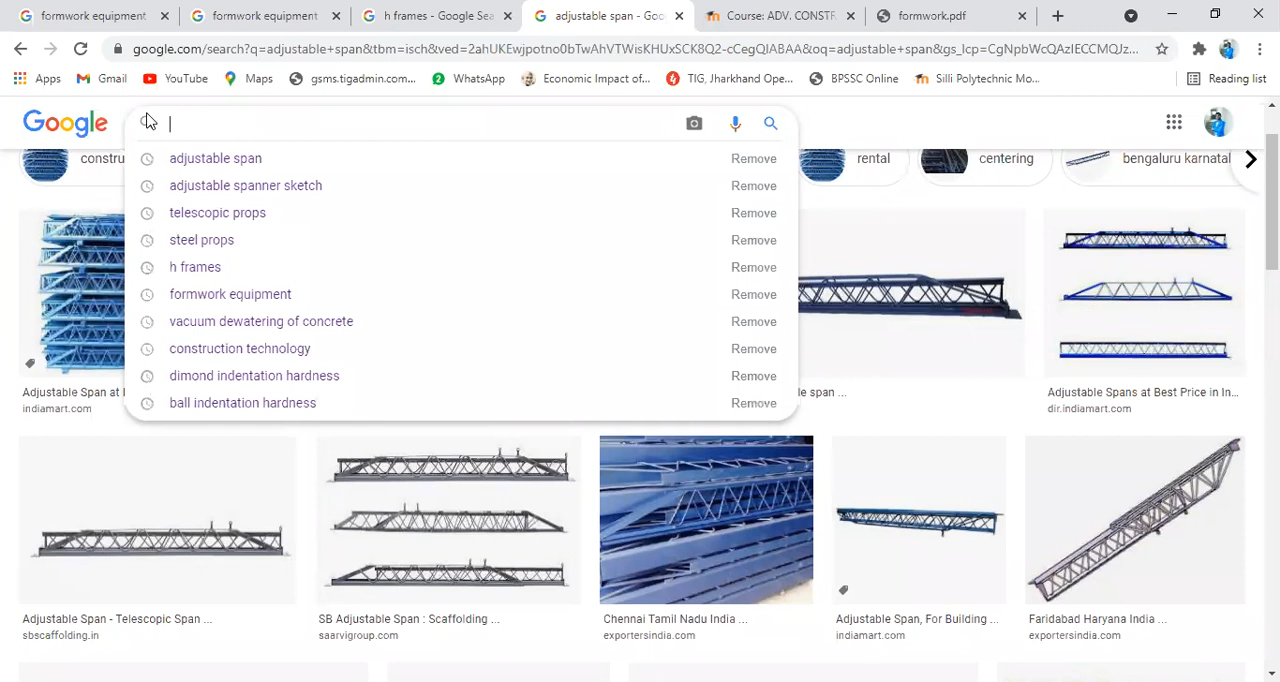 formwork equipment
formwork equipment
h frames - Google Sea
adjustable span - Goo
Course: ADV. CONSTR
formwork.pdf
google.com/search?q=adjustable+span&tbm=isch&ved=2ahUKEwjpotno0bTwAhVTWisKHUxSCK8Q2-cCegQIABAA&oq=adjustable+span&gs_lcp=CgNpbWcQAzIECCMQJz...
Apps
Gmail
YouTube
Maps
gsms.tigadmin.com...
WhatsApp
Economic Impact of...
TIG, Jharkhand Ope...
BPSSC Online
Silli Polytechnic Mo...
Reading list
Google
constru
rental
centering
bengaluru karnatal
adjustable span Remove
adjustable spanner sketch Remove
telescopic props Remove
steel props Remove
h frames Remove
formwork equipment Remove
vacuum dewatering of concrete Remove
construction technology Remove
dimond indentation hardness Remove
ball indentation hardness Remove
Adjustable Span at
indiamart.com
le span ...
Adjustable Spans at Best Price in In...
dir.indiamart.com
Adjustable Span - Telescopic Span ...
sbscaffolding.in
SB Adjustable Span : Scaffolding ...
saarvigroup.com
Chennai Tamil Nadu India ...
exportersindia.com
Adjustable Span, For Building ...
indiamart.com
Faridabad Haryana India ...
exportersindia.com